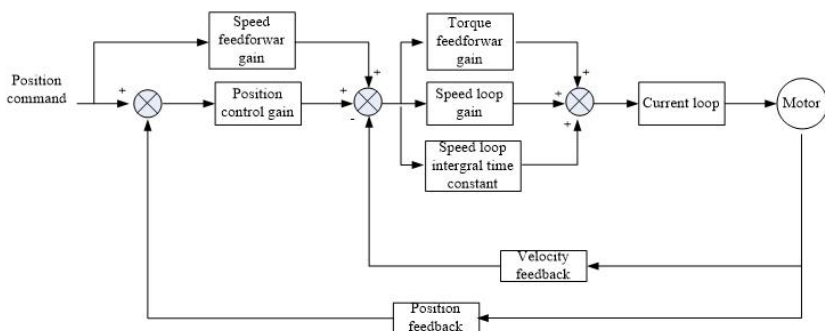 Position
command
+
Speed
feedforwar
gain
Position
control gain
+
+
-
Torque
feedforwar
gain
Speed loop
gain
Speed loop
intergral time
constant
+
+
+
Current loop
Motor
Velocity
feedback
Position
feedback